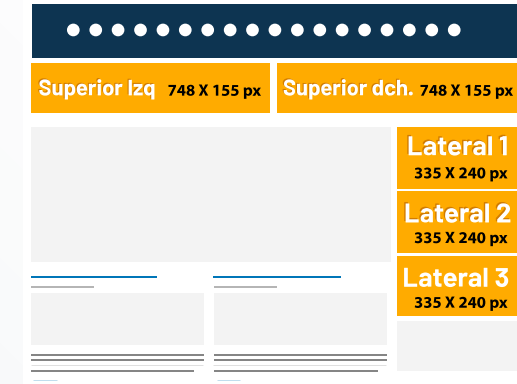 Superior Izq 748 X 155 px
Superior dch. 748 X 155 px
Lateral 1
335 X 240 px
Lateral 2
335 X 240 px
Lateral 3
335 X 240 px